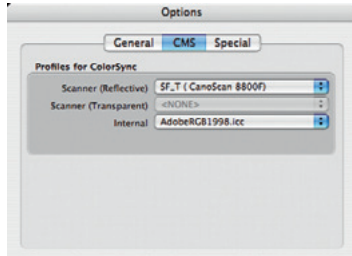 Options
General CMS Special
Profiles for ColorSync
Scanner (Reflective) SF_T ( CanoScan 8800F)
Scanner (Transparent) <NONE>
Internal AdobeRGB1998.icc